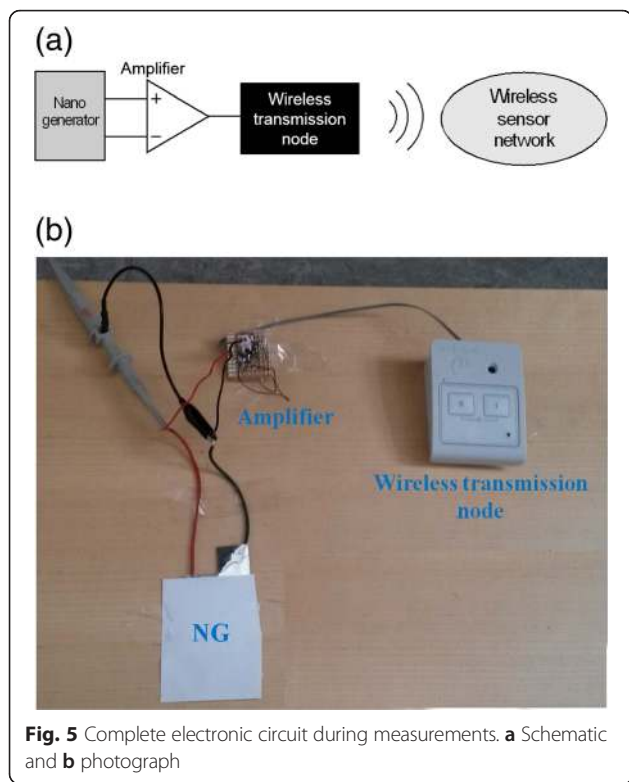 (a)
Amplifier
Nano
generator
+
−
Wireless
transmission
node
Wireless
sensor
network
(b)
Amplifier
Wireless transmission
node
NG
Fig. 5 Complete electronic circuit during measurements. a Schematic
and b photograph